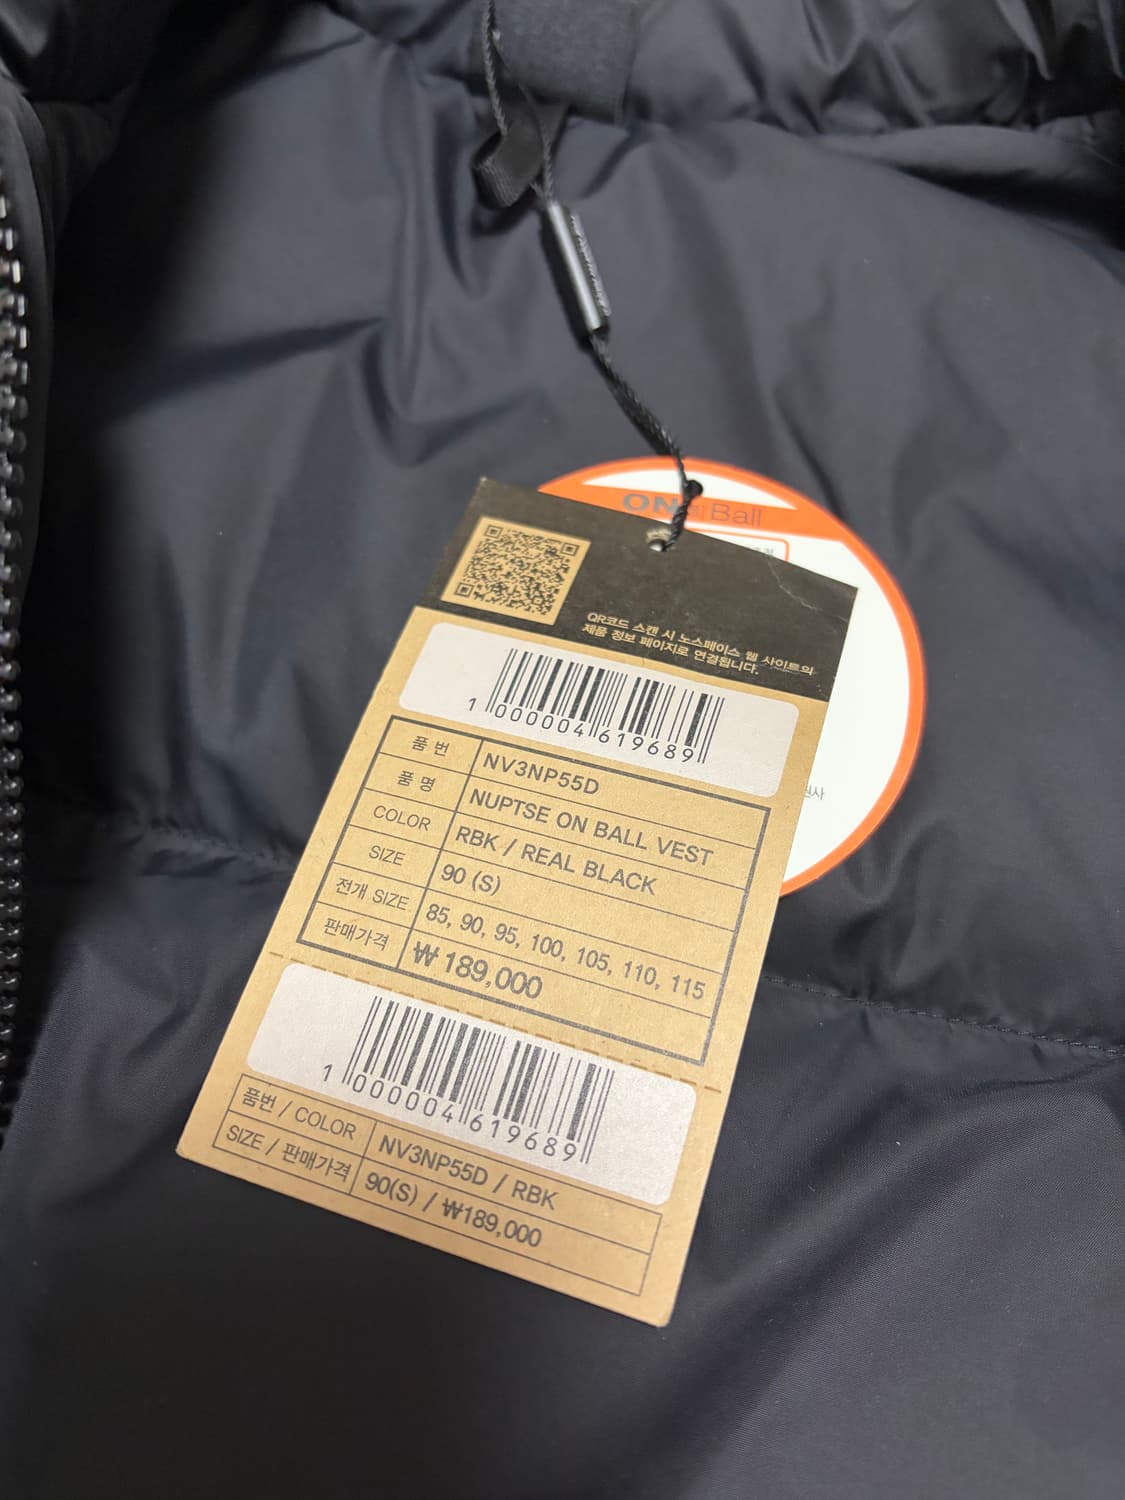 ON Ball
QR코드 스캔 시 노스페이스 웹 사이트의
제품 정보 페이지로 연결됩니다.
1 000004 619689
품 번 NV3NP55D
품 명 NUPTSE ON BALL VEST
COLOR RBK / REAL BLACK
SIZE 90 (S)
전개 SIZE 85, 90, 95, 100, 105, 110, 115
판매가격 ₩189,000
1 000004 619689
품번 / COLOR NV3NP55D / RBK
SIZE / 판매가격 90(S) / ₩189,000